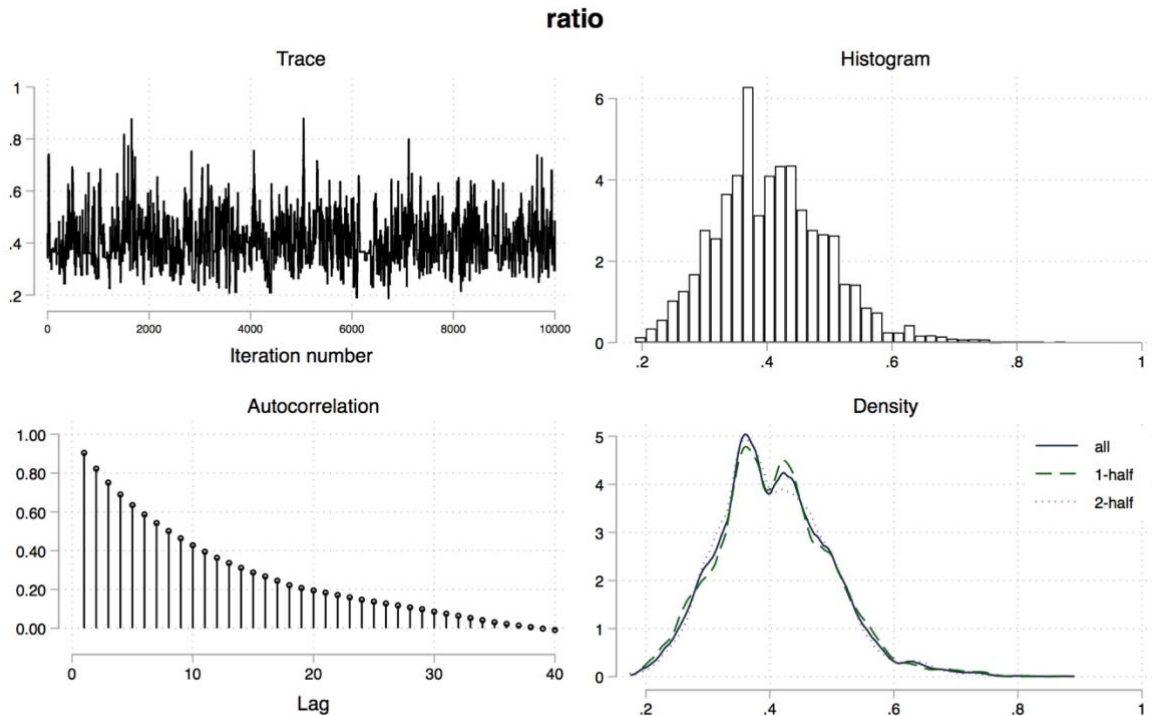 ratio
Trace
1
.8
.6
.4
.2
0 2000 4000 6000 8000 10000
Iteration number
Histogram
6
4
2
0
.2 .4 .6 .8 1
Autocorrelation
1.00
0.80
0.60
0.40
0.20
0.00
0 10 20 30 40
Lag
Density
5
4
3
2
1
0
.2 .4 .6 .8 1
all
1-half
2-half